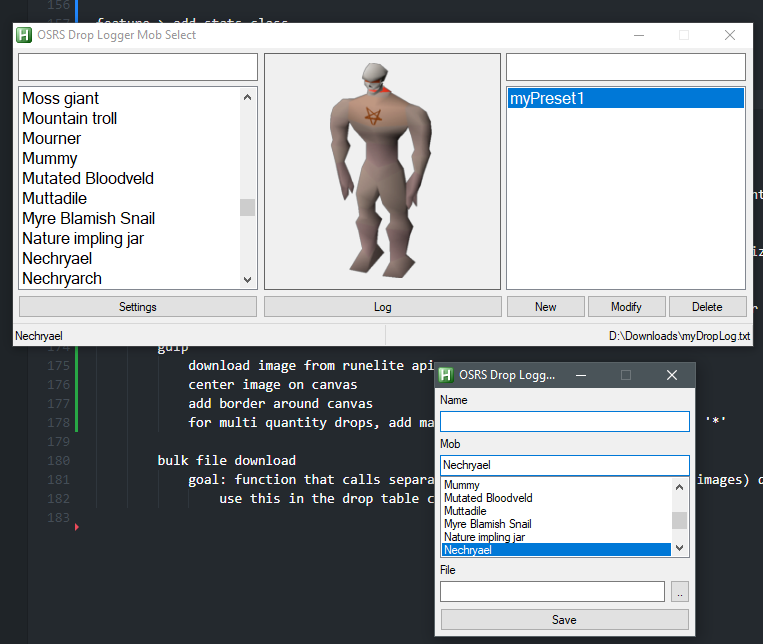 156
157 feature > add stats class
OSRS Drop Logger Mob Select
Moss giant
Mountain troll
Mourner
Mummy
Mutated Bloodveld
Muttadile
Myre Blamish Snail
Nature impling jar
Nechryael
Nechryarch
myPreset1
Settings
Log
New
Modify
Delete
Nechryael
D:\Downloads\myDropLog.txt
175 download image from runelite api
176 center image on canvas
177 add border around canvas
178 for multi quantity drops, add ma '*'
179
180 bulk file download
181 goal: function that calls separa images)
182 use this in the drop table
183
OSRS Drop Logg...
Name
Mob
Nechryael
Mummy
Mutated Bloodveld
Muttadile
Myre Blamish Snail
Nature impling jar
Nechryael
File
..
Save